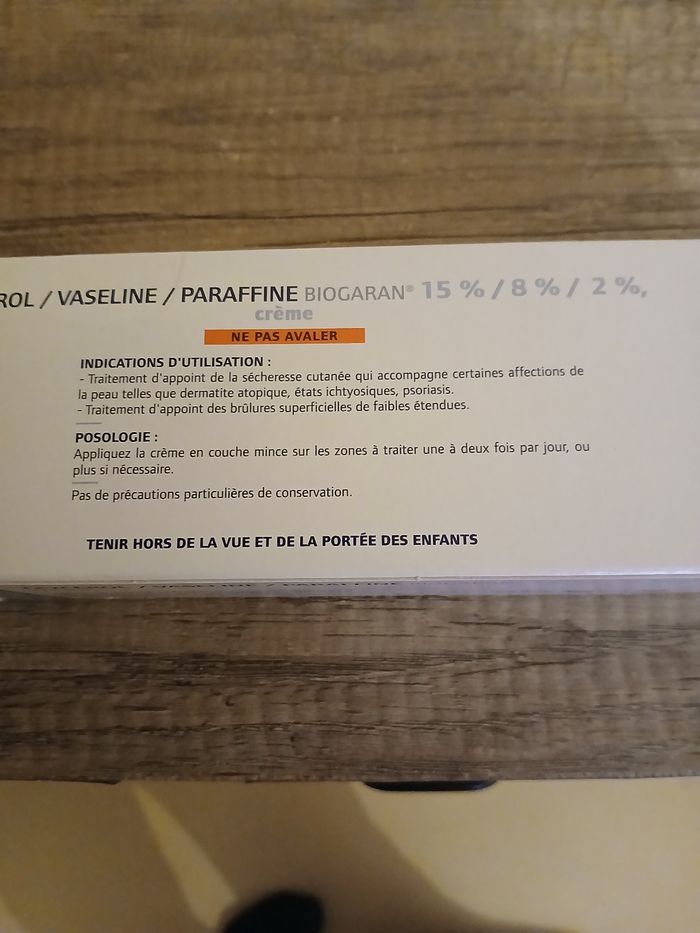 ROL / VASELINE / PARAFFINE BIOGARAN® 15 % / 8 % / 2 %,
crème
NE PAS AVALER
INDICATIONS D'UTILISATION :
- Traitement d'appoint de la sécheresse cutanée qui accompagne certaines affections de
la peau telles que dermatite atopique, états ichtyosiques, psoriasis.
- Traitement d'appoint des brûlures superficielles de faibles étendues.
POSOLOGIE :
Appliquez la crème en couche mince sur les zones à traiter une à deux fois par jour, ou
plus si nécessaire.
Pas de précautions particulières de conservation.
TENIR HORS DE LA VUE ET DE LA PORTÉE DES ENFANTS